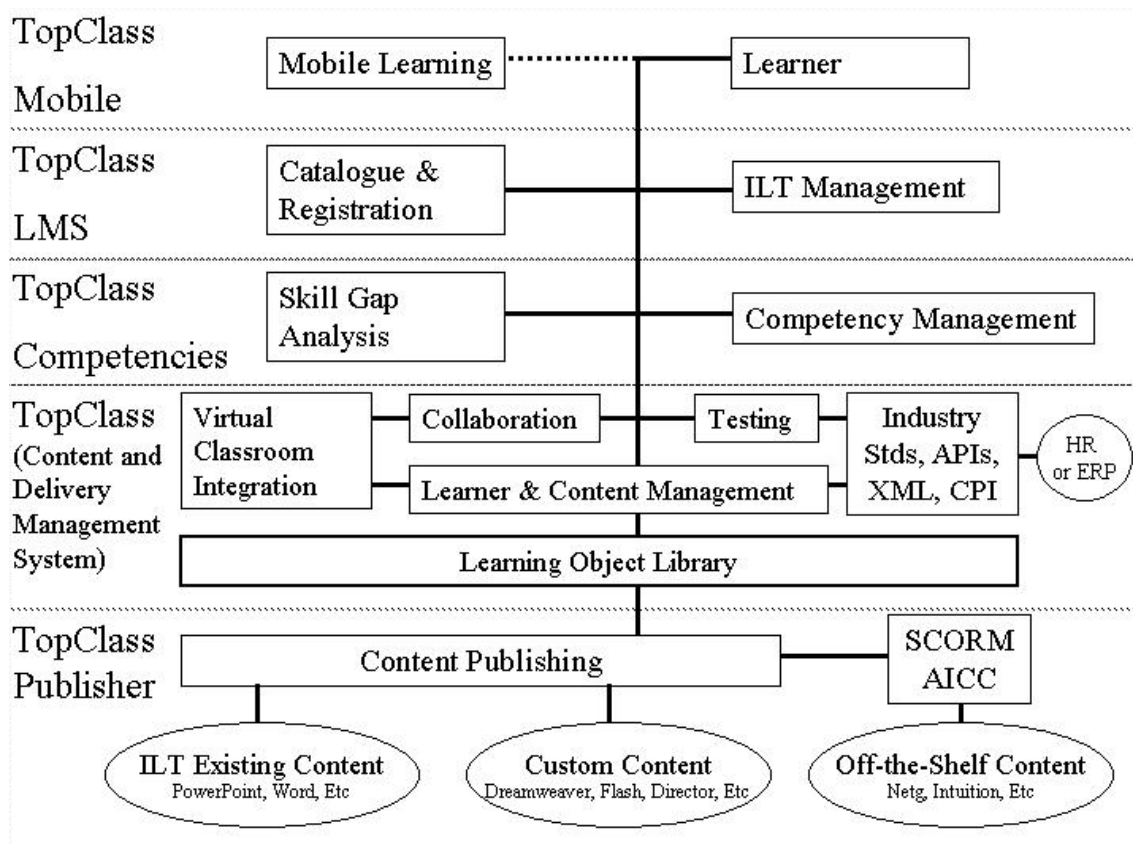 TopClass
Mobile
Mobile Learning
Learner
TopClass
LMS
Catalogue &
Registration
ILT Management
TopClass
Competencies
Skill Gap
Analysis
Competency Management
TopClass
(Content and
Delivery
Management
System)
Virtual
Classroom
Integration
Collaboration
Testing
Industry
Stds, APIs,
XML, CPI
HR
or ERP
Learner & Content Management
Learning Object Library
TopClass
Publisher
Content Publishing
SCORM
AICC
ILT Existing Content
PowerPoint, Word, Etc
Custom Content
Dreamweaver, Flash, Director, Etc
Off-the-Shelf Content
Netg, Intuition, Etc